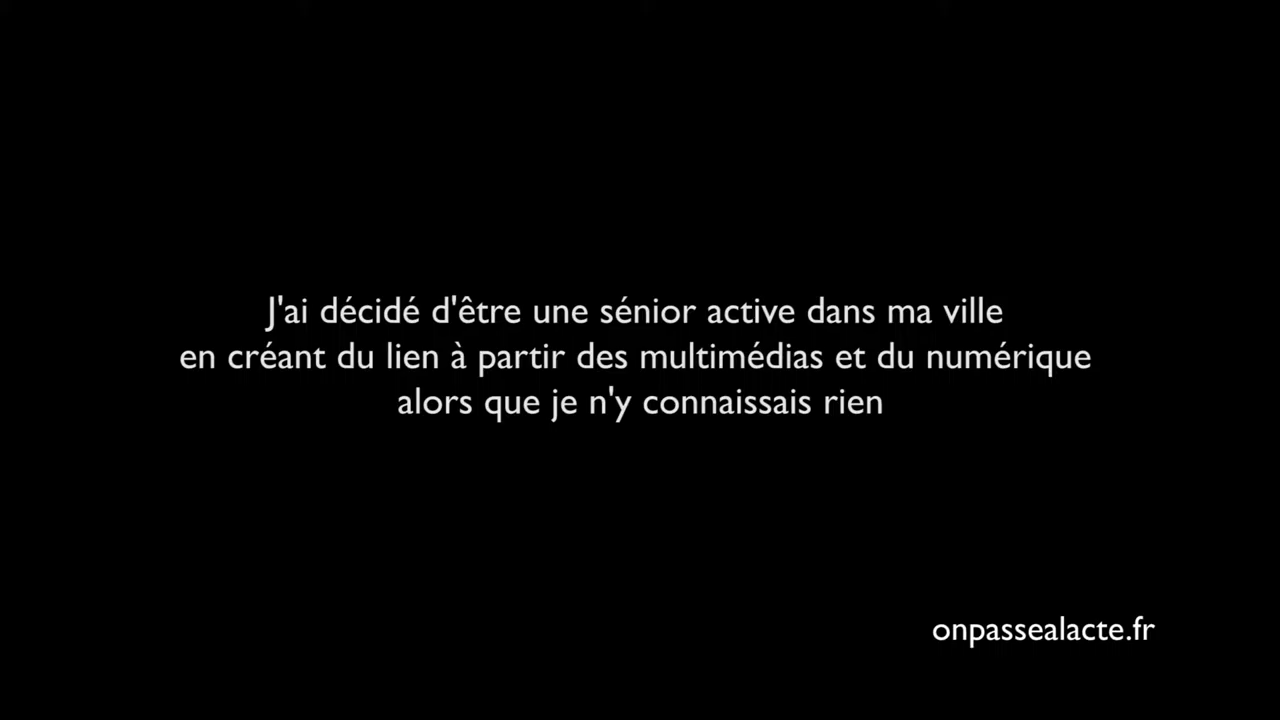 J'ai décidé d'être une sénior active dans ma ville
en créant du lien à partir des multimédias et du numérique
alors que je n'y connaissais rien
onpassealacte.fr